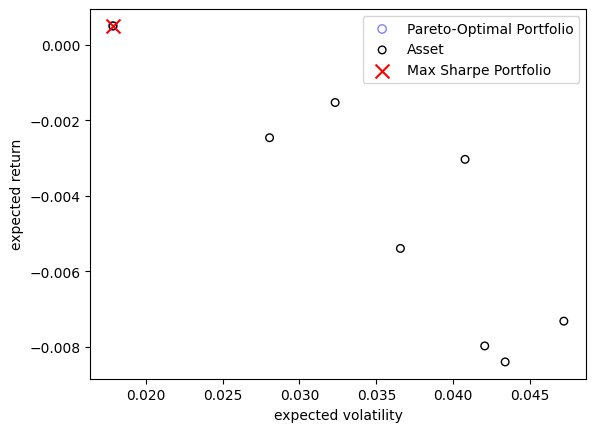 Pareto-Optimal Portfolio
Asset
Max Sharpe Portfolio
expected return
0.000
−0.002
−0.004
−0.006
−0.008
0.020 0.025 0.030 0.035 0.040 0.045
expected volatility